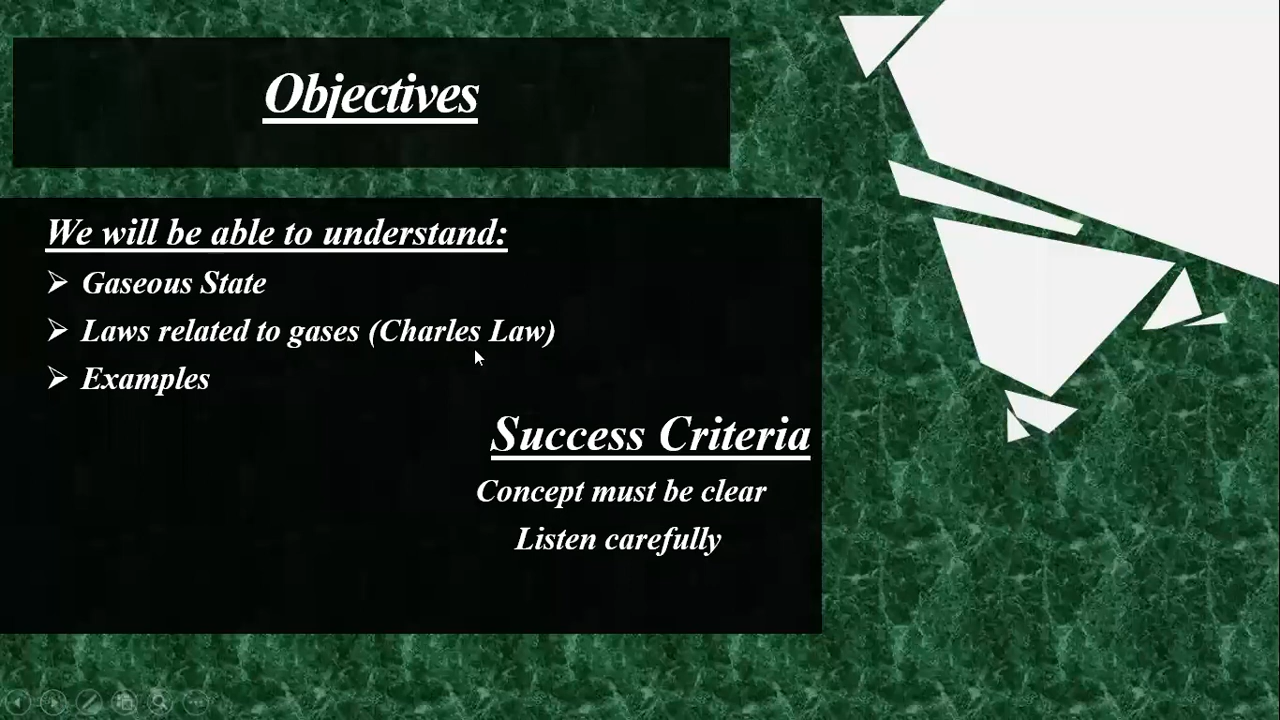 Objectives
We will be able to understand:
➢ Gaseous State
➢ Laws related to gases (Charles Law)
➢ Examples
Success Criteria
Concept must be clear
Listen carefully